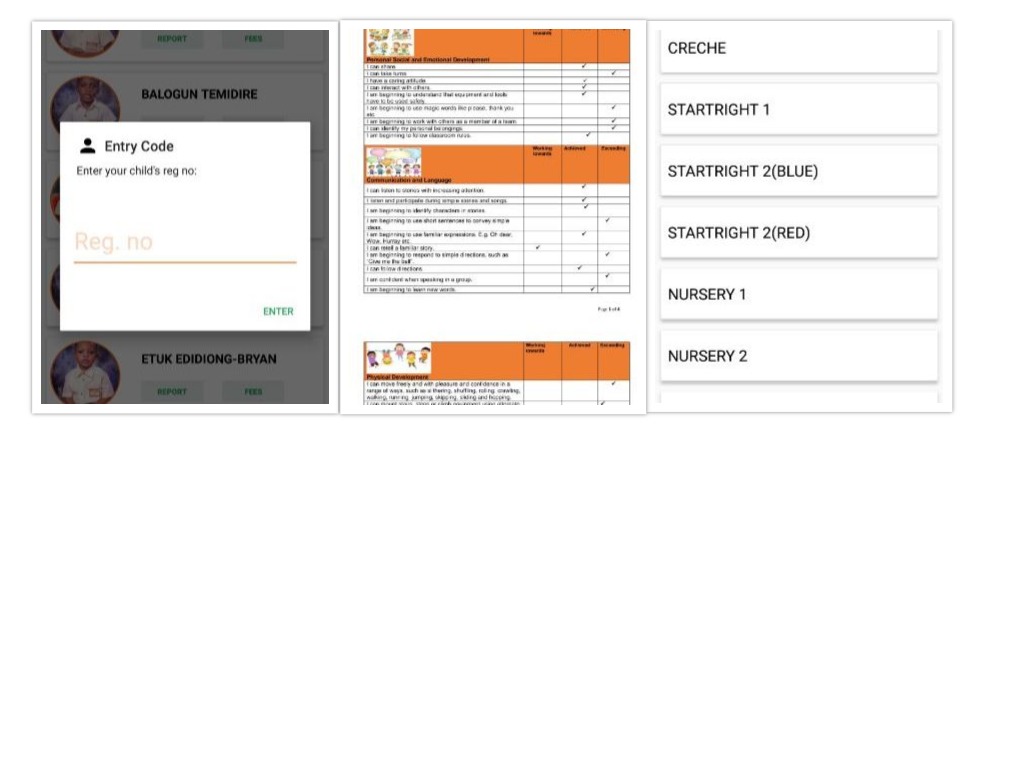 REPORT
FEES
BALOGUN TEMIDIRE
Entry Code
Enter your child's reg no:
Reg. no
ENTER
ETUK EDIDIONG-BRYAN
REPORT
FEES
Working
towards
Personal Social and Emotional Development
I can share
I can take turns
I have a caring attitude
I can interact with others.
I am beginning to understand that equipment and tools
have to be used safely.
I am beginning to use magic words like please, thank you
etc.
I am beginning to work with others as a member of a team.
I can identify my personal belongings.
I am beginning to follow classroom rules.
Working
towards
Achieved
Exceeding
Communication and Language
I can listen to stories with increasing attention.
I listen and participate during simple stories and songs.
I am beginning to identify characters in stories.
I am beginning to use short sentences to convey simple
ideas.
I am beginning to use familiar expressions. E.g. Oh dear,
Wow, Hurray etc.
I can retell a familiar story.
I am beginning to respond to simple directions, such as
'Give me the ball'.
I can follow directions.
I am confident when speaking in a group.
I am beginning to learn new words.
Working
towards
Achieved
Exceeding
Physical Development
I can move freely and with pleasure and confidence in a
range of ways, such as slithering, shuffling, rolling, crawling,
walking, running, jumping, skipping, sliding and hopping.
CRECHE
STARTRIGHT 1
STARTRIGHT 2(BLUE)
STARTRIGHT 2(RED)
NURSERY 1
NURSERY 2